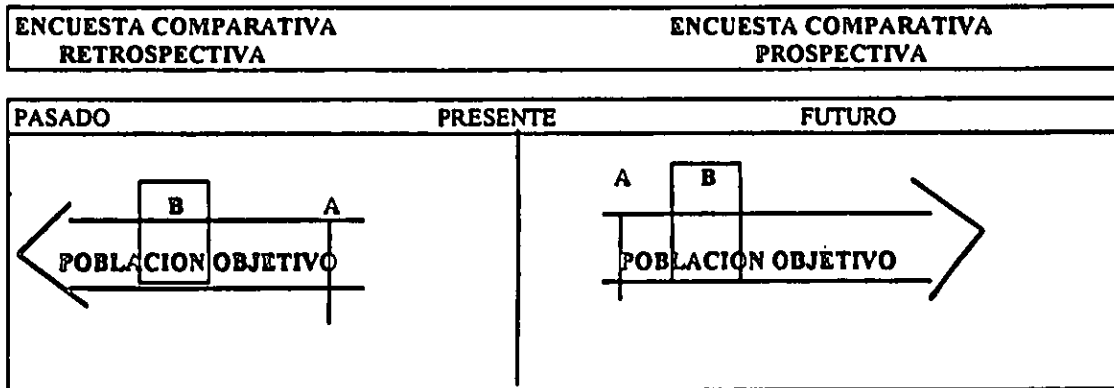 ENCUESTA COMPARATIVA
RETROSPECTIVA
ENCUESTA COMPARATIVA
PROSPECTIVA
PASADO PRESENTE FUTURO
B A
POBLACION OBJETIVO
A B
POBLACION OBJETIVO